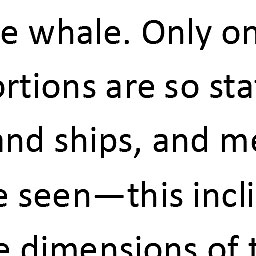 e whale. Only on
ortions are so sta
and ships, and me
e seen—this incli
e dimensions of t